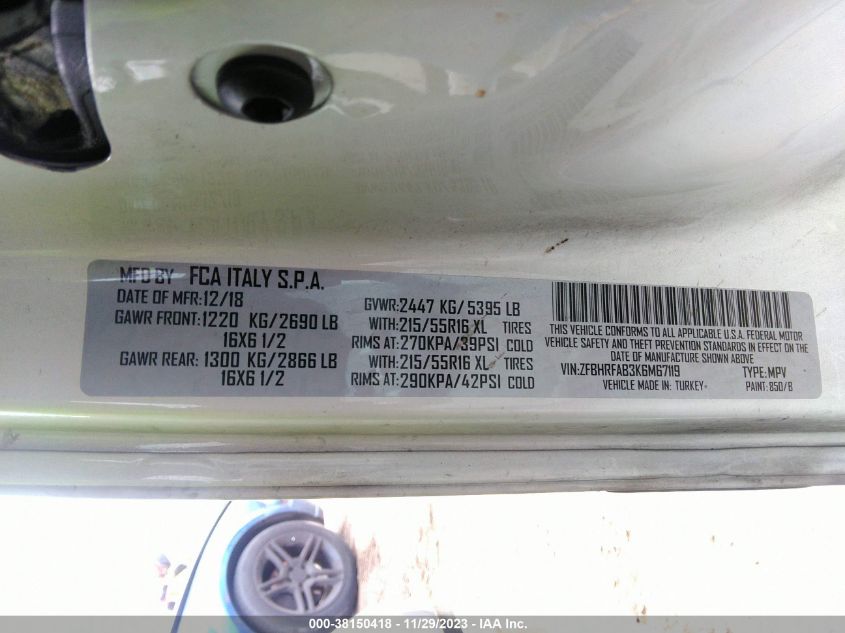 MFD BY FCA ITALY S.P.A.
DATE OF MFR:12/18
GAWR FRONT:1220 KG/2690 LB
16X6 1/2
GAWR REAR: 1300 KG/2866 LB
16X6 1/2
GVWR:2447 KG/ 5395 LB
WITH:215/55R16 XL TIRES
RIMS AT:270KPA/39PSI COLD
WITH:215/55R16 XL TIRES
RIMS AT:290KPA/42PSI COLD
THIS VEHICLE CONFORMS TO ALL APPLICABLE U.S.A. FEDERAL MOTOR
VEHICLE SAFETY AND THEFT PREVENTION STANDARDS IN EFFECT ON THE
DATE OF MANUFACTURE SHOWN ABOVE
VIN:ZFBHRFAB3K6M67119 TYPE:MPV
VEHICLE MADE IN: TURKEY- PAINT: 850/B
000-38150418 - 11/29/2023 - IAA Inc.